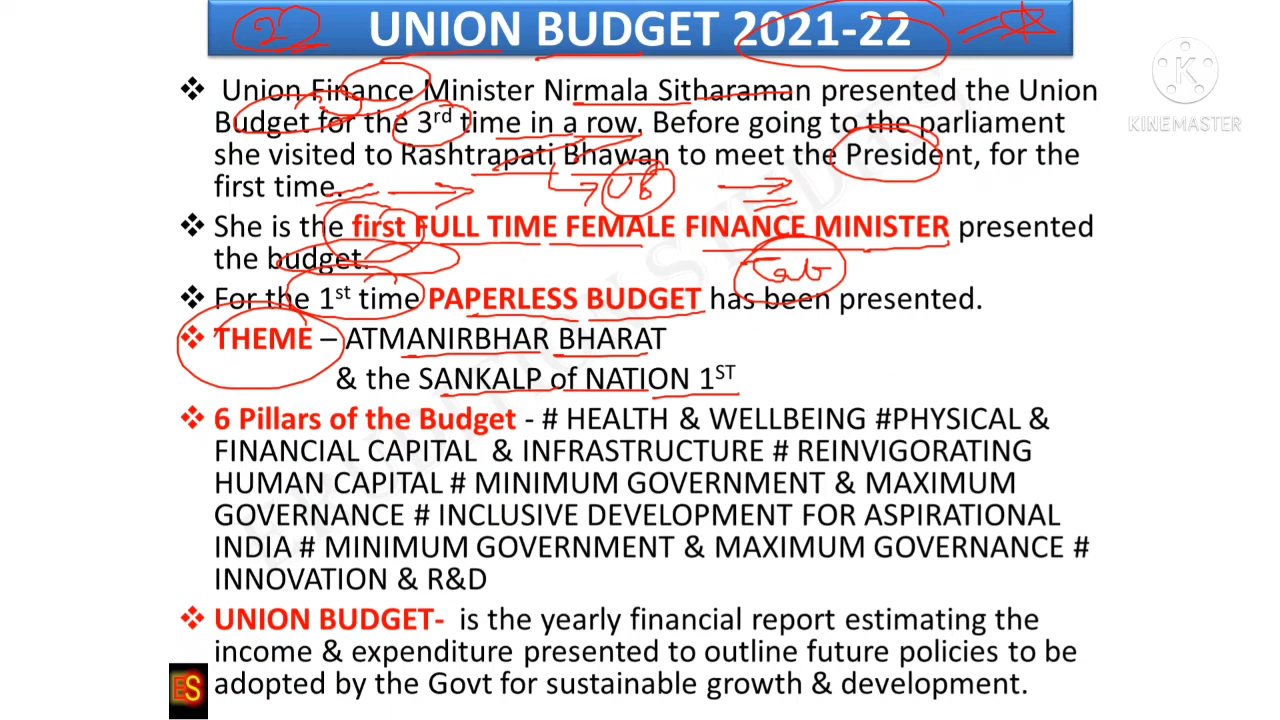 UNION BUDGET 2021-22
KINEMASTER
K
❖ Union Finance Minister Nirmala Sitharaman presented the Union
Budget for the 3rd time in a row. Before going to the parliament
she visited to Rashtrapati Bhawan to meet the President, for the
first time.
UB
❖ She is the first FULL TIME FEMALE FINANCE MINISTER presented
the budget.
Tab
❖ For the 1st time PAPERLESS BUDGET has been presented.
❖ THEME – ATMANIRBHAR BHARAT
& the SANKALP of NATION 1ST
❖ 6 Pillars of the Budget - # HEALTH & WELLBEING #PHYSICAL &
FINANCIAL CAPITAL & INFRASTRUCTURE # REINVIGORATING
HUMAN CAPITAL # MINIMUM GOVERNMENT & MAXIMUM
GOVERNANCE # INCLUSIVE DEVELOPMENT FOR ASPIRATIONAL
INDIA # MINIMUM GOVERNMENT & MAXIMUM GOVERNANCE #
INNOVATION & R&D
❖ UNION BUDGET- is the yearly financial report estimating the
income & expenditure presented to outline future policies to be
adopted by the Govt for sustainable growth & development.
ES